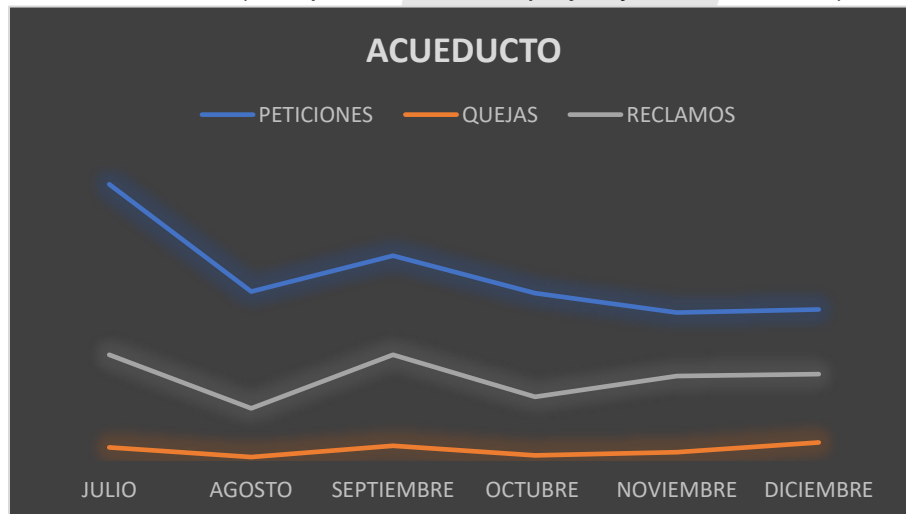 ACUEDUCTO
PETICIONES QUEJAS RECLAMOS
JULIO AGOSTO SEPTIEMBRE OCTUBRE NOVIEMBRE DICIEMBRE